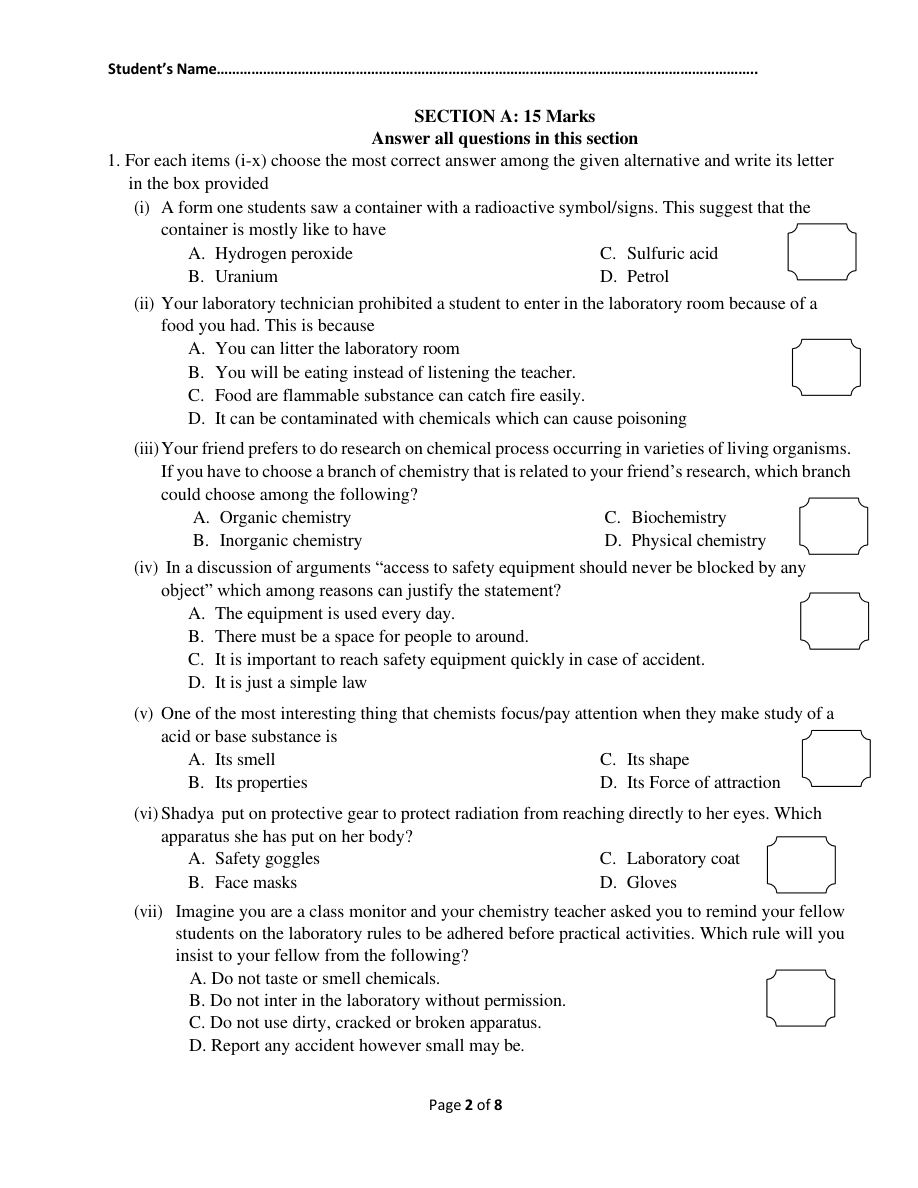 Student’s Name……………………………………………………………………………………………………………………..
SECTION A: 15 Marks
Answer all questions in this section
1. For each items (i-x) choose the most correct answer among the given alternative and write its letter
in the box provided
(i) A form one students saw a container with a radioactive symbol/signs. This suggest that the
container is mostly like to have
A. Hydrogen peroxide C. Sulfuric acid
B. Uranium D. Petrol
(ii) Your laboratory technician prohibited a student to enter in the laboratory room because of a
food you had. This is because
A. You can litter the laboratory room
B. You will be eating instead of listening the teacher.
C. Food are flammable substance can catch fire easily.
D. It can be contaminated with chemicals which can cause poisoning
(iii) Your friend prefers to do research on chemical process occurring in varieties of living organisms.
If you have to choose a branch of chemistry that is related to your friend’s research, which branch
could choose among the following?
A. Organic chemistry C. Biochemistry
B. Inorganic chemistry D. Physical chemistry
(iv) In a discussion of arguments “access to safety equipment should never be blocked by any
object” which among reasons can justify the statement?
A. The equipment is used every day.
B. There must be a space for people to around.
C. It is important to reach safety equipment quickly in case of accident.
D. It is just a simple law
(v) One of the most interesting thing that chemists focus/pay attention when they make study of a
acid or base substance is
A. Its smell C. Its shape
B. Its properties D. Its Force of attraction
(vi) Shadya put on protective gear to protect radiation from reaching directly to her eyes. Which
apparatus she has put on her body?
A. Safety goggles C. Laboratory coat
B. Face masks D. Gloves
(vii) Imagine you are a class monitor and your chemistry teacher asked you to remind your fellow
students on the laboratory rules to be adhered before practical activities. Which rule will you
insist to your fellow from the following?
A. Do not taste or smell chemicals.
B. Do not inter in the laboratory without permission.
C. Do not use dirty, cracked or broken apparatus.
D. Report any accident however small may be.
Page 2 of 8